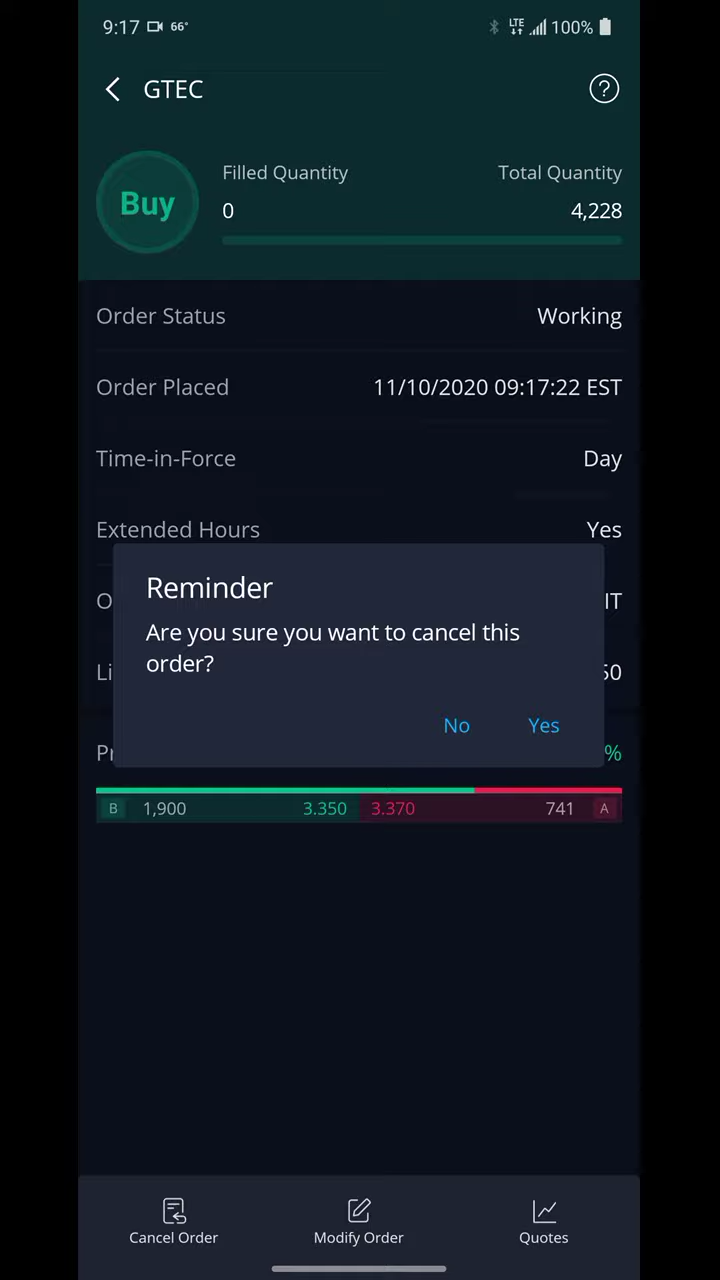 9:17 66°
LTE 100%
GTEC
?
Buy
Filled Quantity Total Quantity
0 4,228
Order Status Working
Order Placed 11/10/2020 09:17:22 EST
Time-in-Force Day
Extended Hours Yes
Reminder
Are you sure you want to cancel this
order?
No Yes
%
B 1,900 3.350 3.370 741 A
Cancel Order Modify Order Quotes